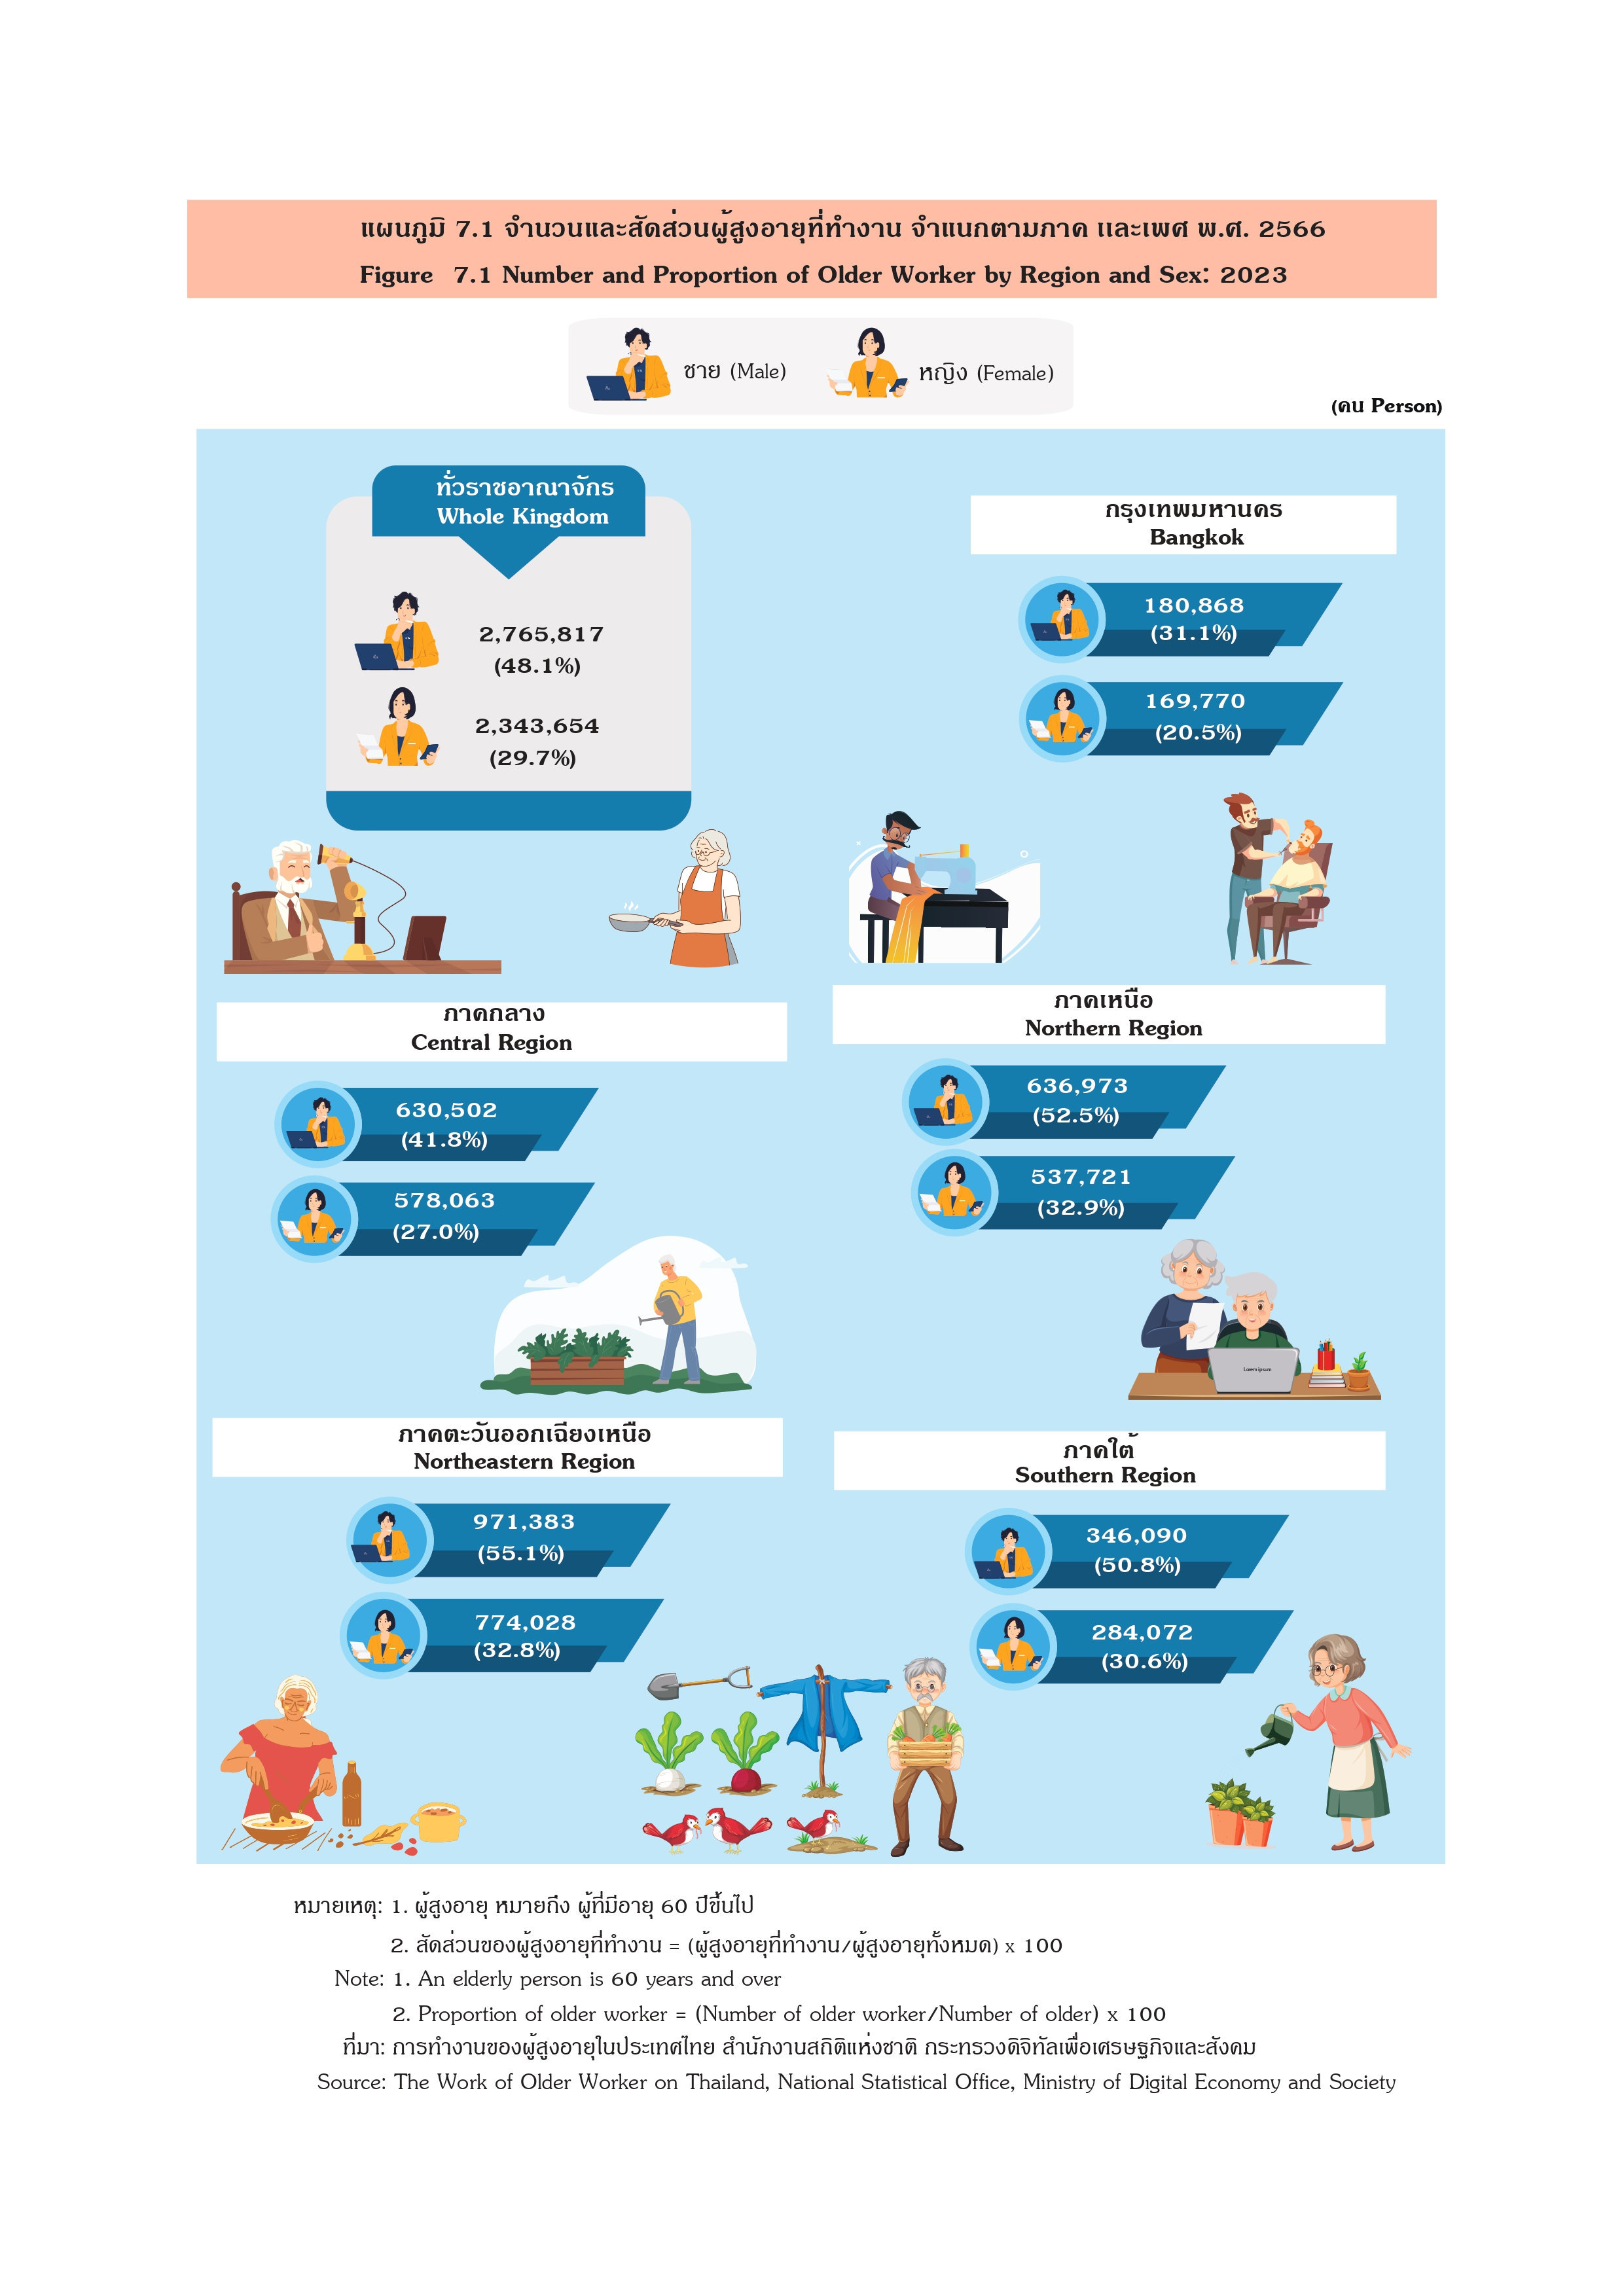 แผนภูมิ 7.1 จำนวนและสัดส่วนผู้สูงอายุที่ทำงาน จำแนกตามภาค และเพศ พ.ศ. 2566
Figure 7.1 Number and Proportion of Older Worker by Region and Sex: 2023
ชาย (Male)
หญิง (Female)
(คน Person)
ทั่วราชอาณาจักร
Whole Kingdom
2,765,817
(48.1%)
2,343,654
(29.7%)
กรุงเทพมหานคร
Bangkok
180,868
(31.1%)
169,770
(20.5%)
ภาคกลาง
Central Region
630,502
(41.8%)
578,063
(27.0%)
ภาคเหนือ
Northern Region
636,973
(52.5%)
537,721
(32.9%)
Lorem ipsum
ภาคตะวันออกเฉียงเหนือ
Northeastern Region
971,383
(55.1%)
774,028
(32.8%)
ภาคใต้
Southern Region
346,090
(50.8%)
284,072
(30.6%)
หมายเหตุ: 1. ผู้สูงอายุ หมายถึง ผู้ที่มีอายุ 60 ปีขึ้นไป
2. สัดส่วนของผู้สูงอายุที่ทำงาน = (ผู้สูงอายุที่ทำงาน/ผู้สูงอายุทั้งหมด) x 100
Note: 1. An elderly person is 60 years and over
2. Proportion of older worker = (Number of older worker/Number of older) x 100
ที่มา: การทำงานของผู้สูงอายุในประเทศไทย สำนักงานสถิติแห่งชาติ กระทรวงดิจิทัลเพื่อเศรษฐกิจและสังคม
Source: The Work of Older Worker on Thailand, National Statistical Office, Ministry of Digital Economy and Society